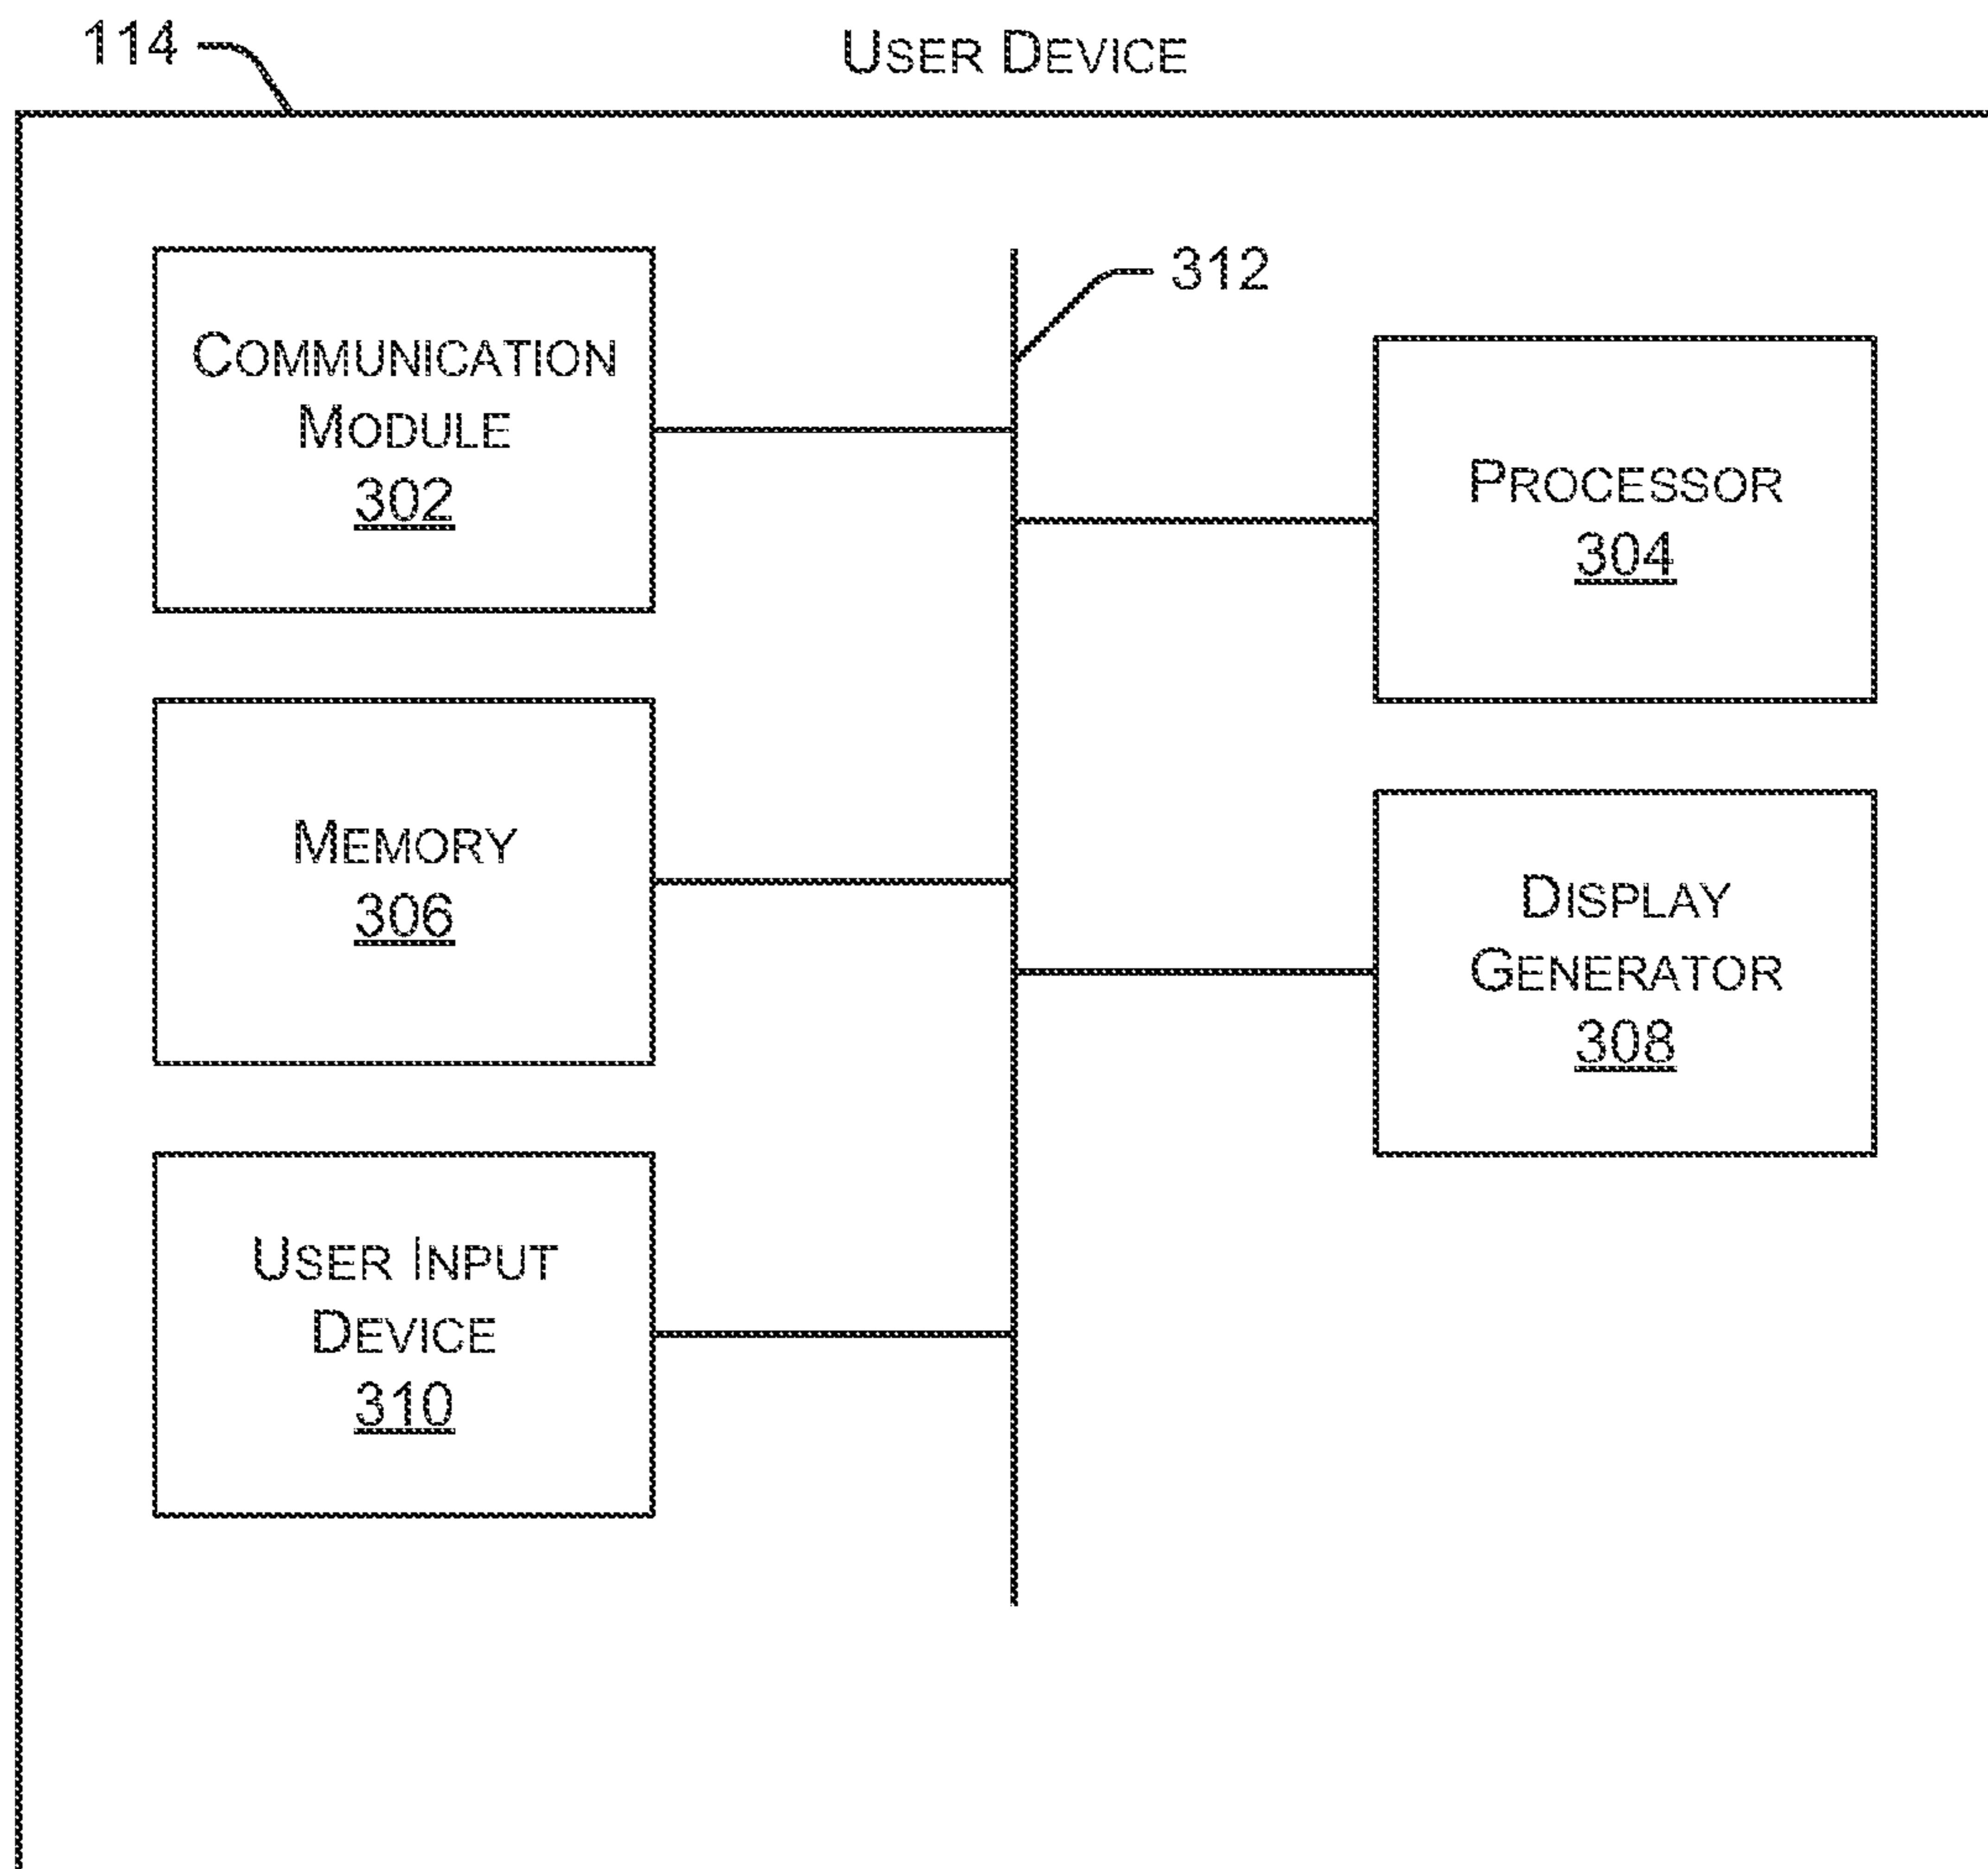 114
USER DEVICE
312
COMMUNICATION
MODULE
302
PROCESSOR
304
MEMORY
306
DISPLAY
GENERATOR
308
USER INPUT
DEVICE
310